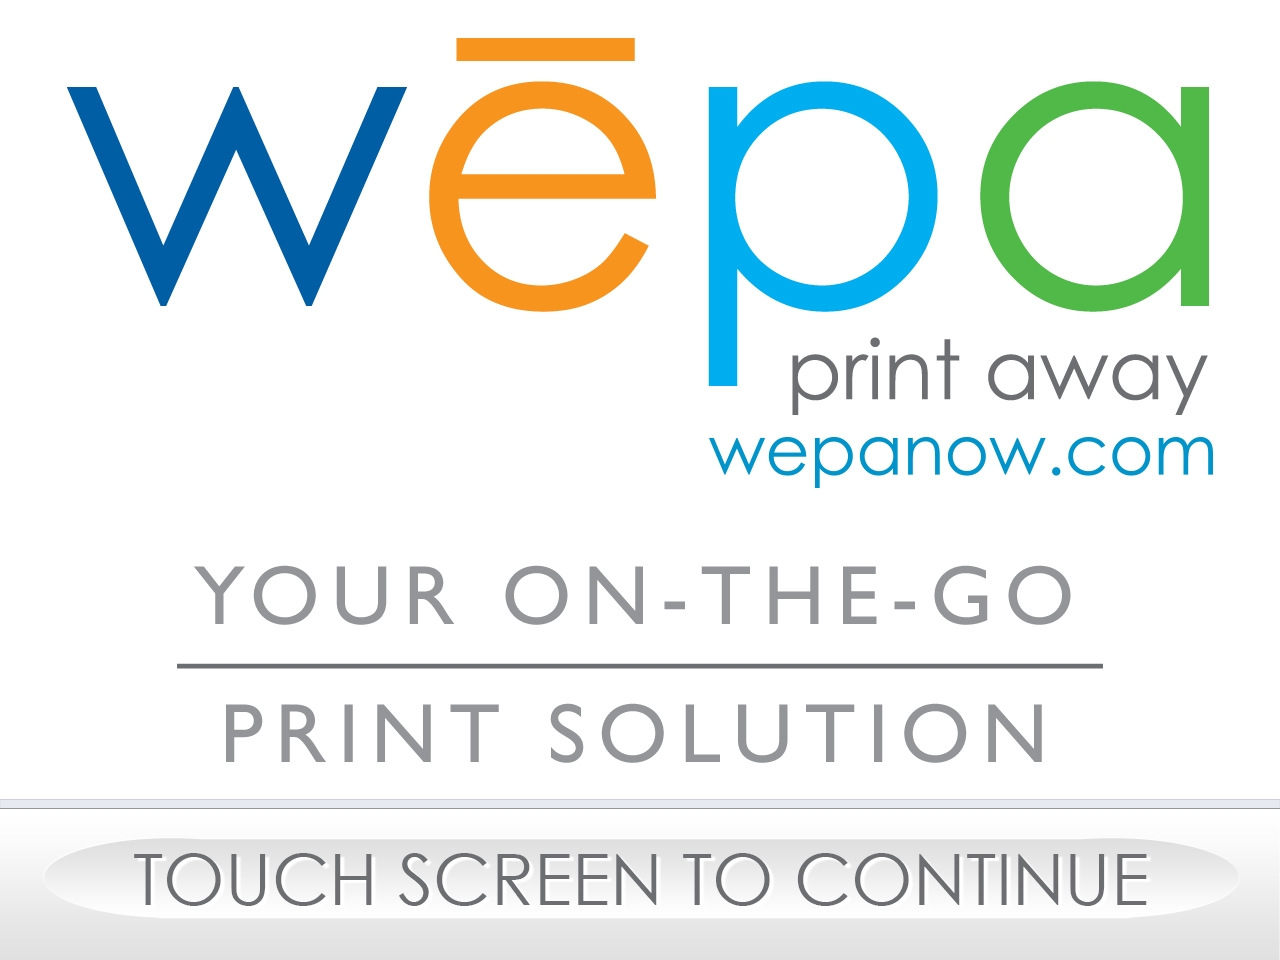 wēpa
print away
wepanow.com
YOUR ON-THE-GO
PRINT SOLUTION
TOUCH SCREEN TO CONTINUE